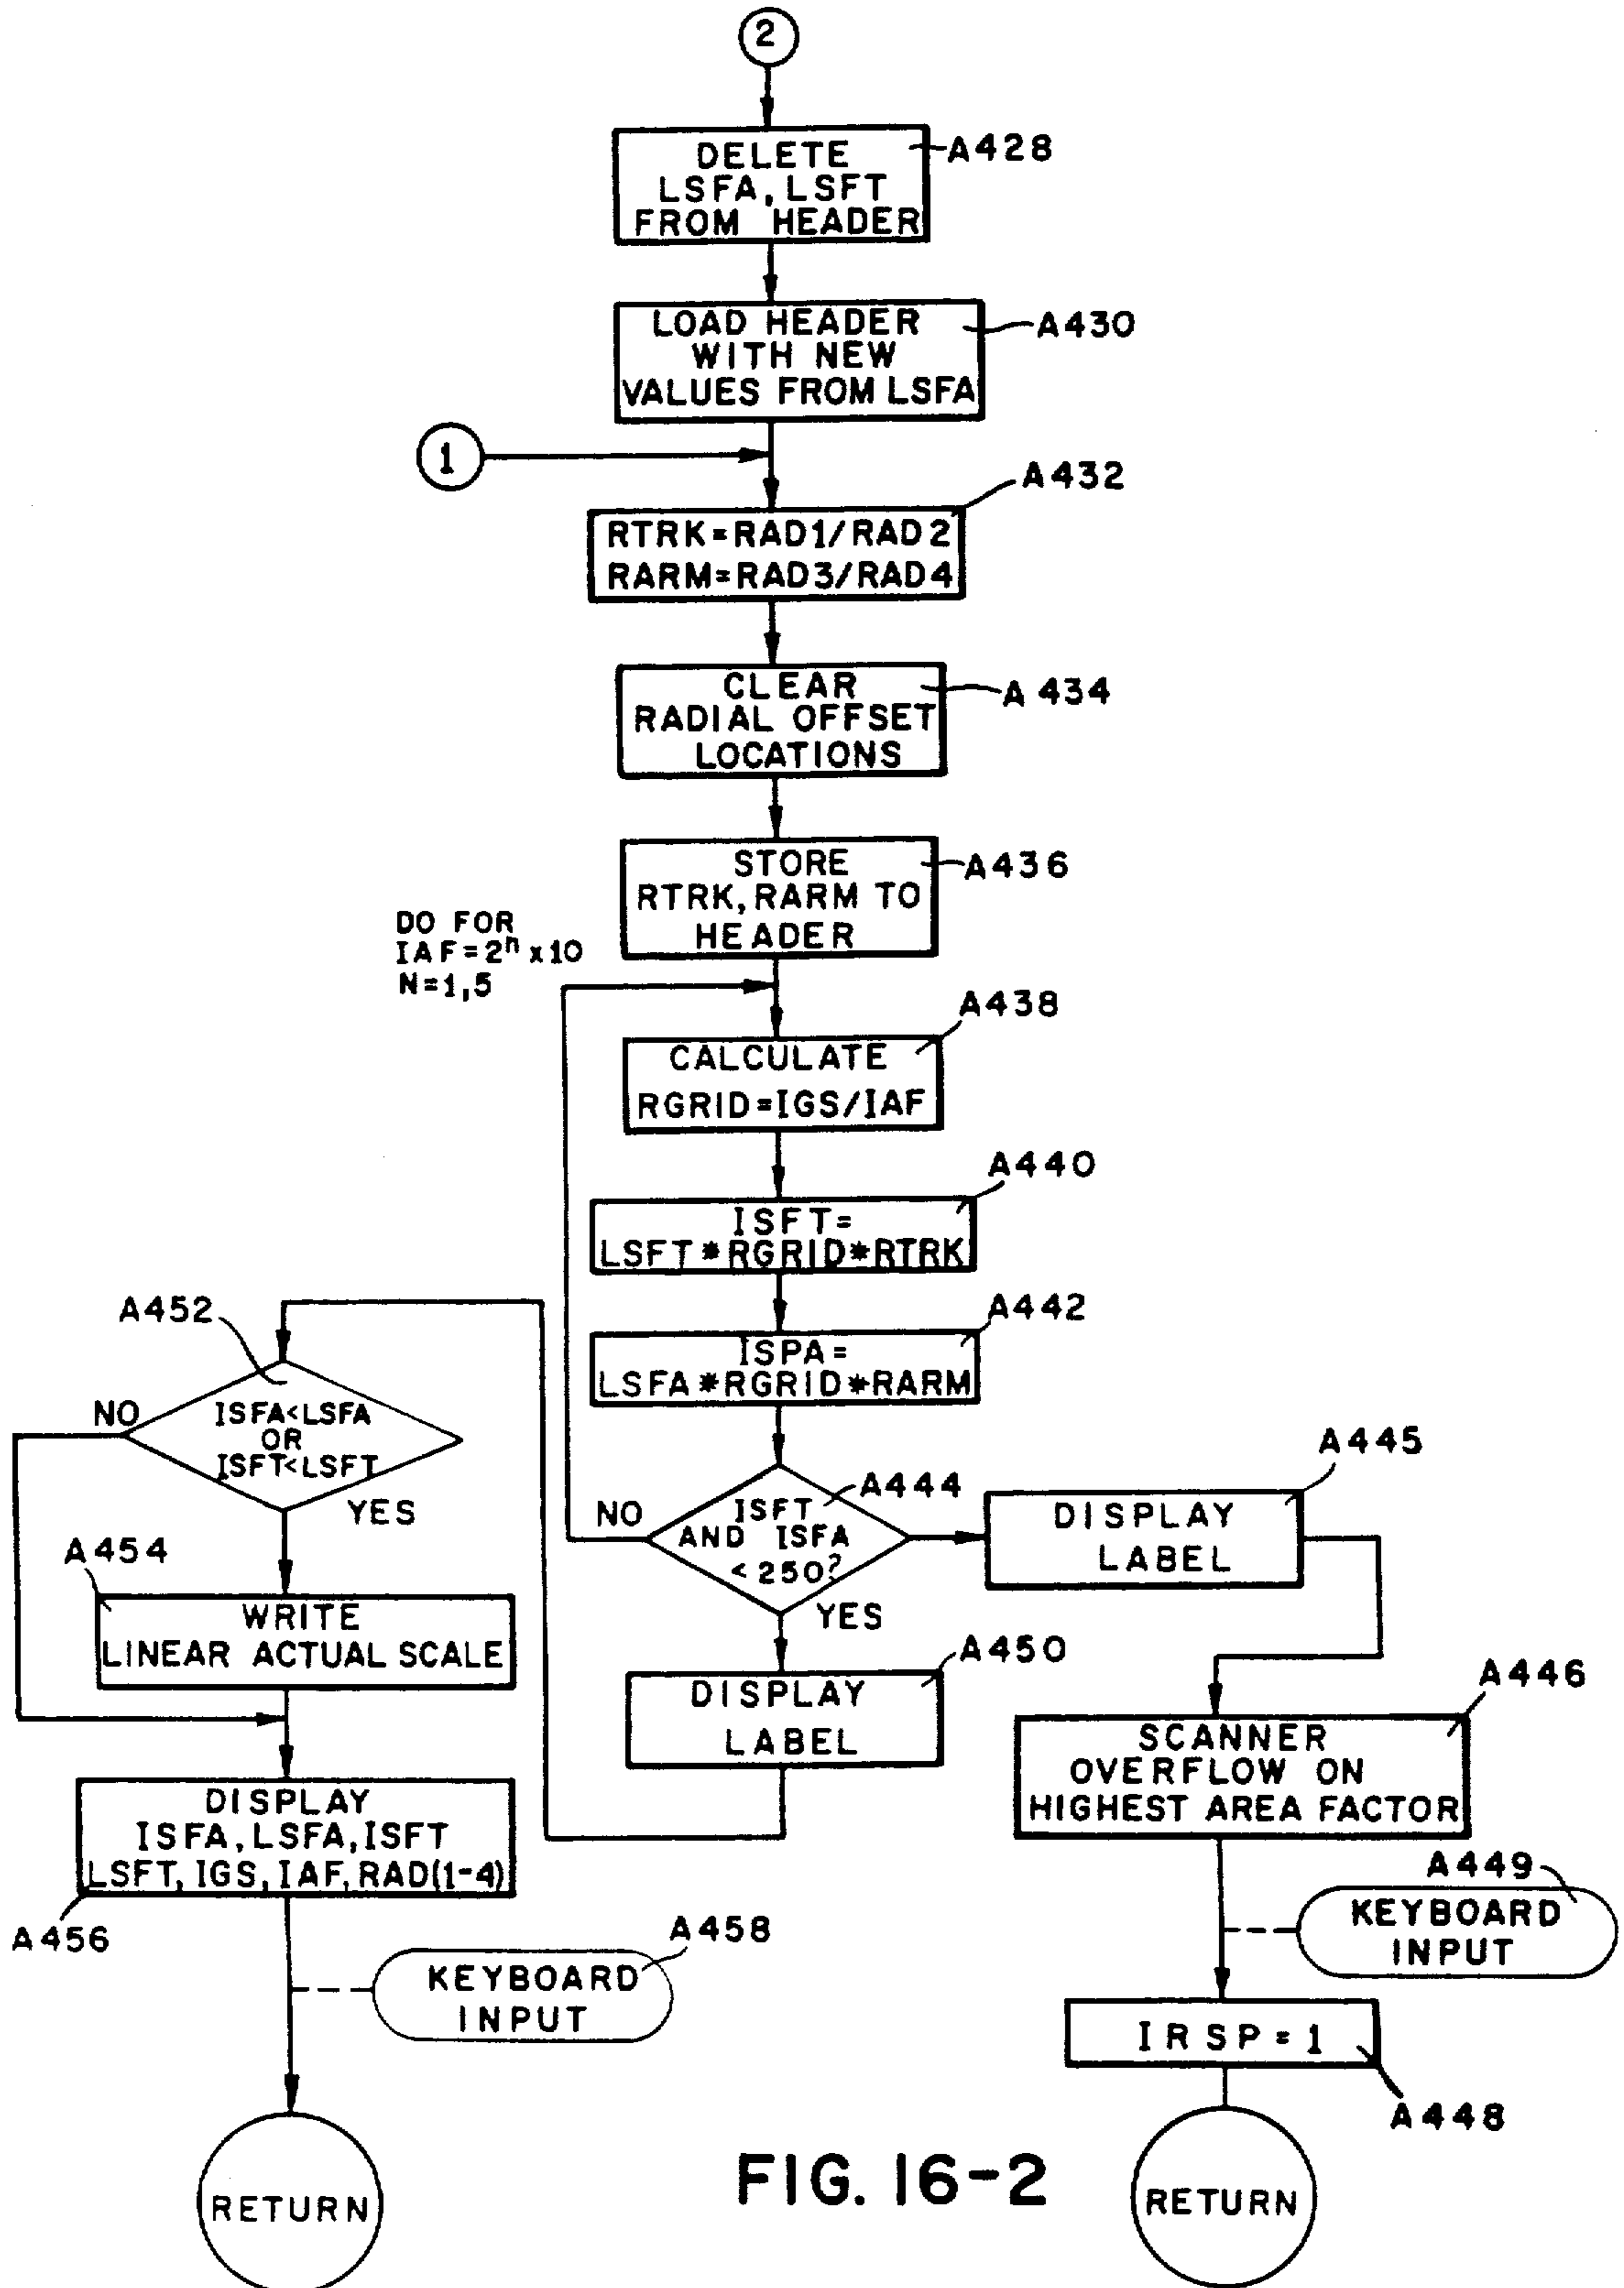 2
DELETE
LSFA, LSFT
FROM HEADER
A428
LOAD HEADER
WITH NEW
VALUES FROM LSFA
A430
1
A432
RTRK=RAD1/RAD2
RARM=RAD3/RAD4
CLEAR
RADIAL OFFSET
LOCATIONS
A434
STORE
RTRK, RARM TO
HEADER
A436
DO FOR
IAF=2ⁿ x10
N=1,5
A438
CALCULATE
RGRID=IGS/IAF
A440
ISFT=
LSFT*RGRID*RTRK
A442
ISPA=
LSFA*RGRID*RARM
A444
ISFT
AND ISFA
<250?
NO
YES
A445
DISPLAY
LABEL
A446
SCANNER
OVERFLOW ON
HIGHEST AREA FACTOR
A449
KEYBOARD
INPUT
IRSP=1
A448
RETURN
A450
DISPLAY
LABEL
A452
ISFA<LSFA
OR
ISFT<LSFT
NO
YES
A454
WRITE
LINEAR ACTUAL SCALE
DISPLAY
ISFA, LSFA, ISFT
LSFT, IGS, IAF, RAD(1-4)
A456
A458
KEYBOARD
INPUT
RETURN
FIG. 16-2